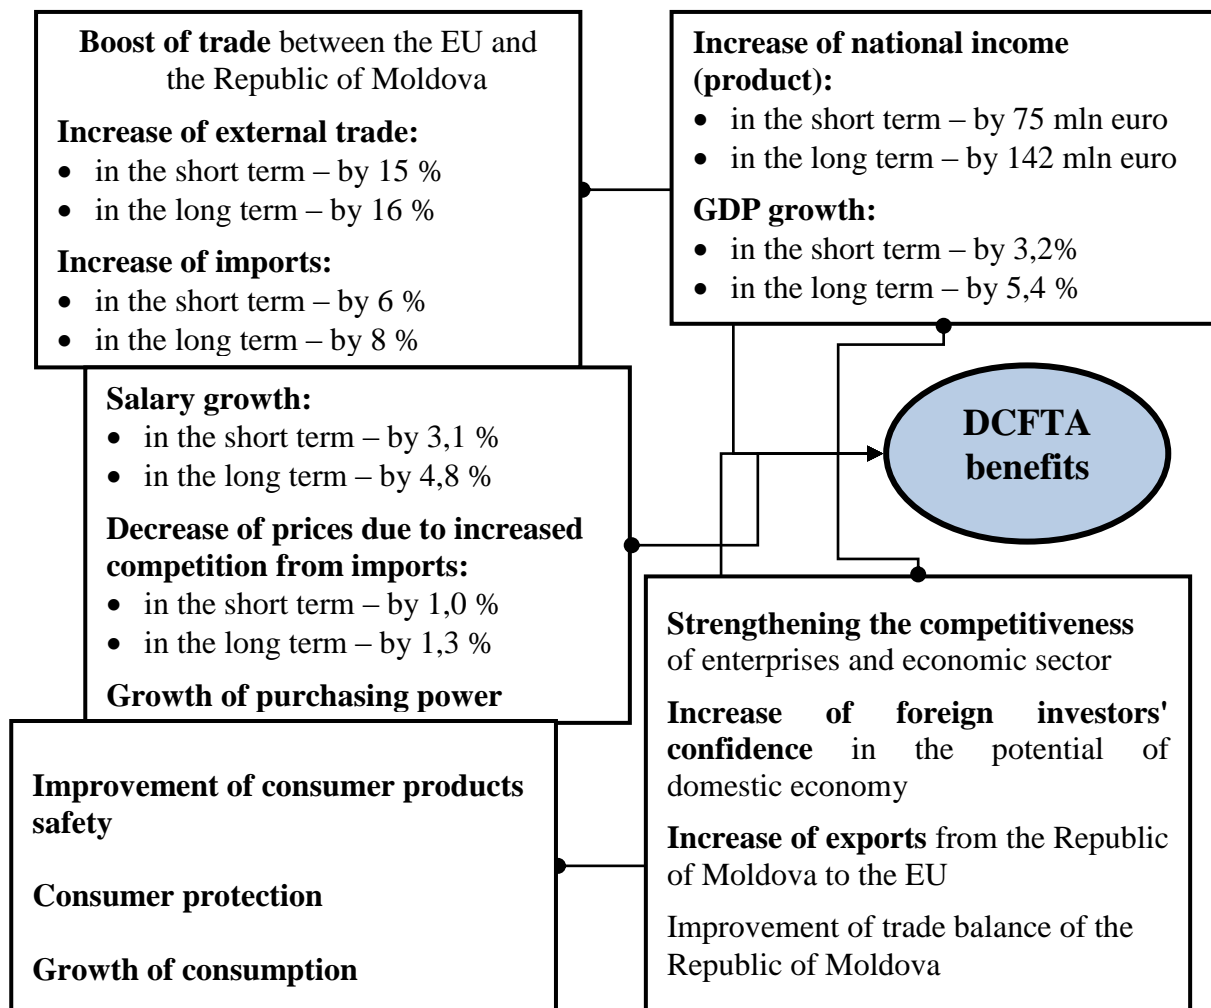 Boost of trade between the EU and
the Republic of Moldova
Increase of external trade:
• in the short term – by 15 %
• in the long term – by 16 %
Increase of imports:
• in the short term – by 6 %
• in the long term – by 8 %
Increase of national income
(product):
• in the short term – by 75 mln euro
• in the long term – by 142 mln euro
GDP growth:
• in the short term – by 3,2%
• in the long term – by 5,4 %
Salary growth:
• in the short term – by 3,1 %
• in the long term – by 4,8 %
Decrease of prices due to increased
competition from imports:
• in the short term – by 1,0 %
• in the long term – by 1,3 %
Growth of purchasing power
DCFTA
benefits
Improvement of consumer products
safety
Consumer protection
Growth of consumption
Strengthening the competitiveness
of enterprises and economic sector
Increase of foreign investors'
confidence in the potential of
domestic economy
Increase of exports from the Republic
of Moldova to the EU
Improvement of trade balance of the
Republic of Moldova